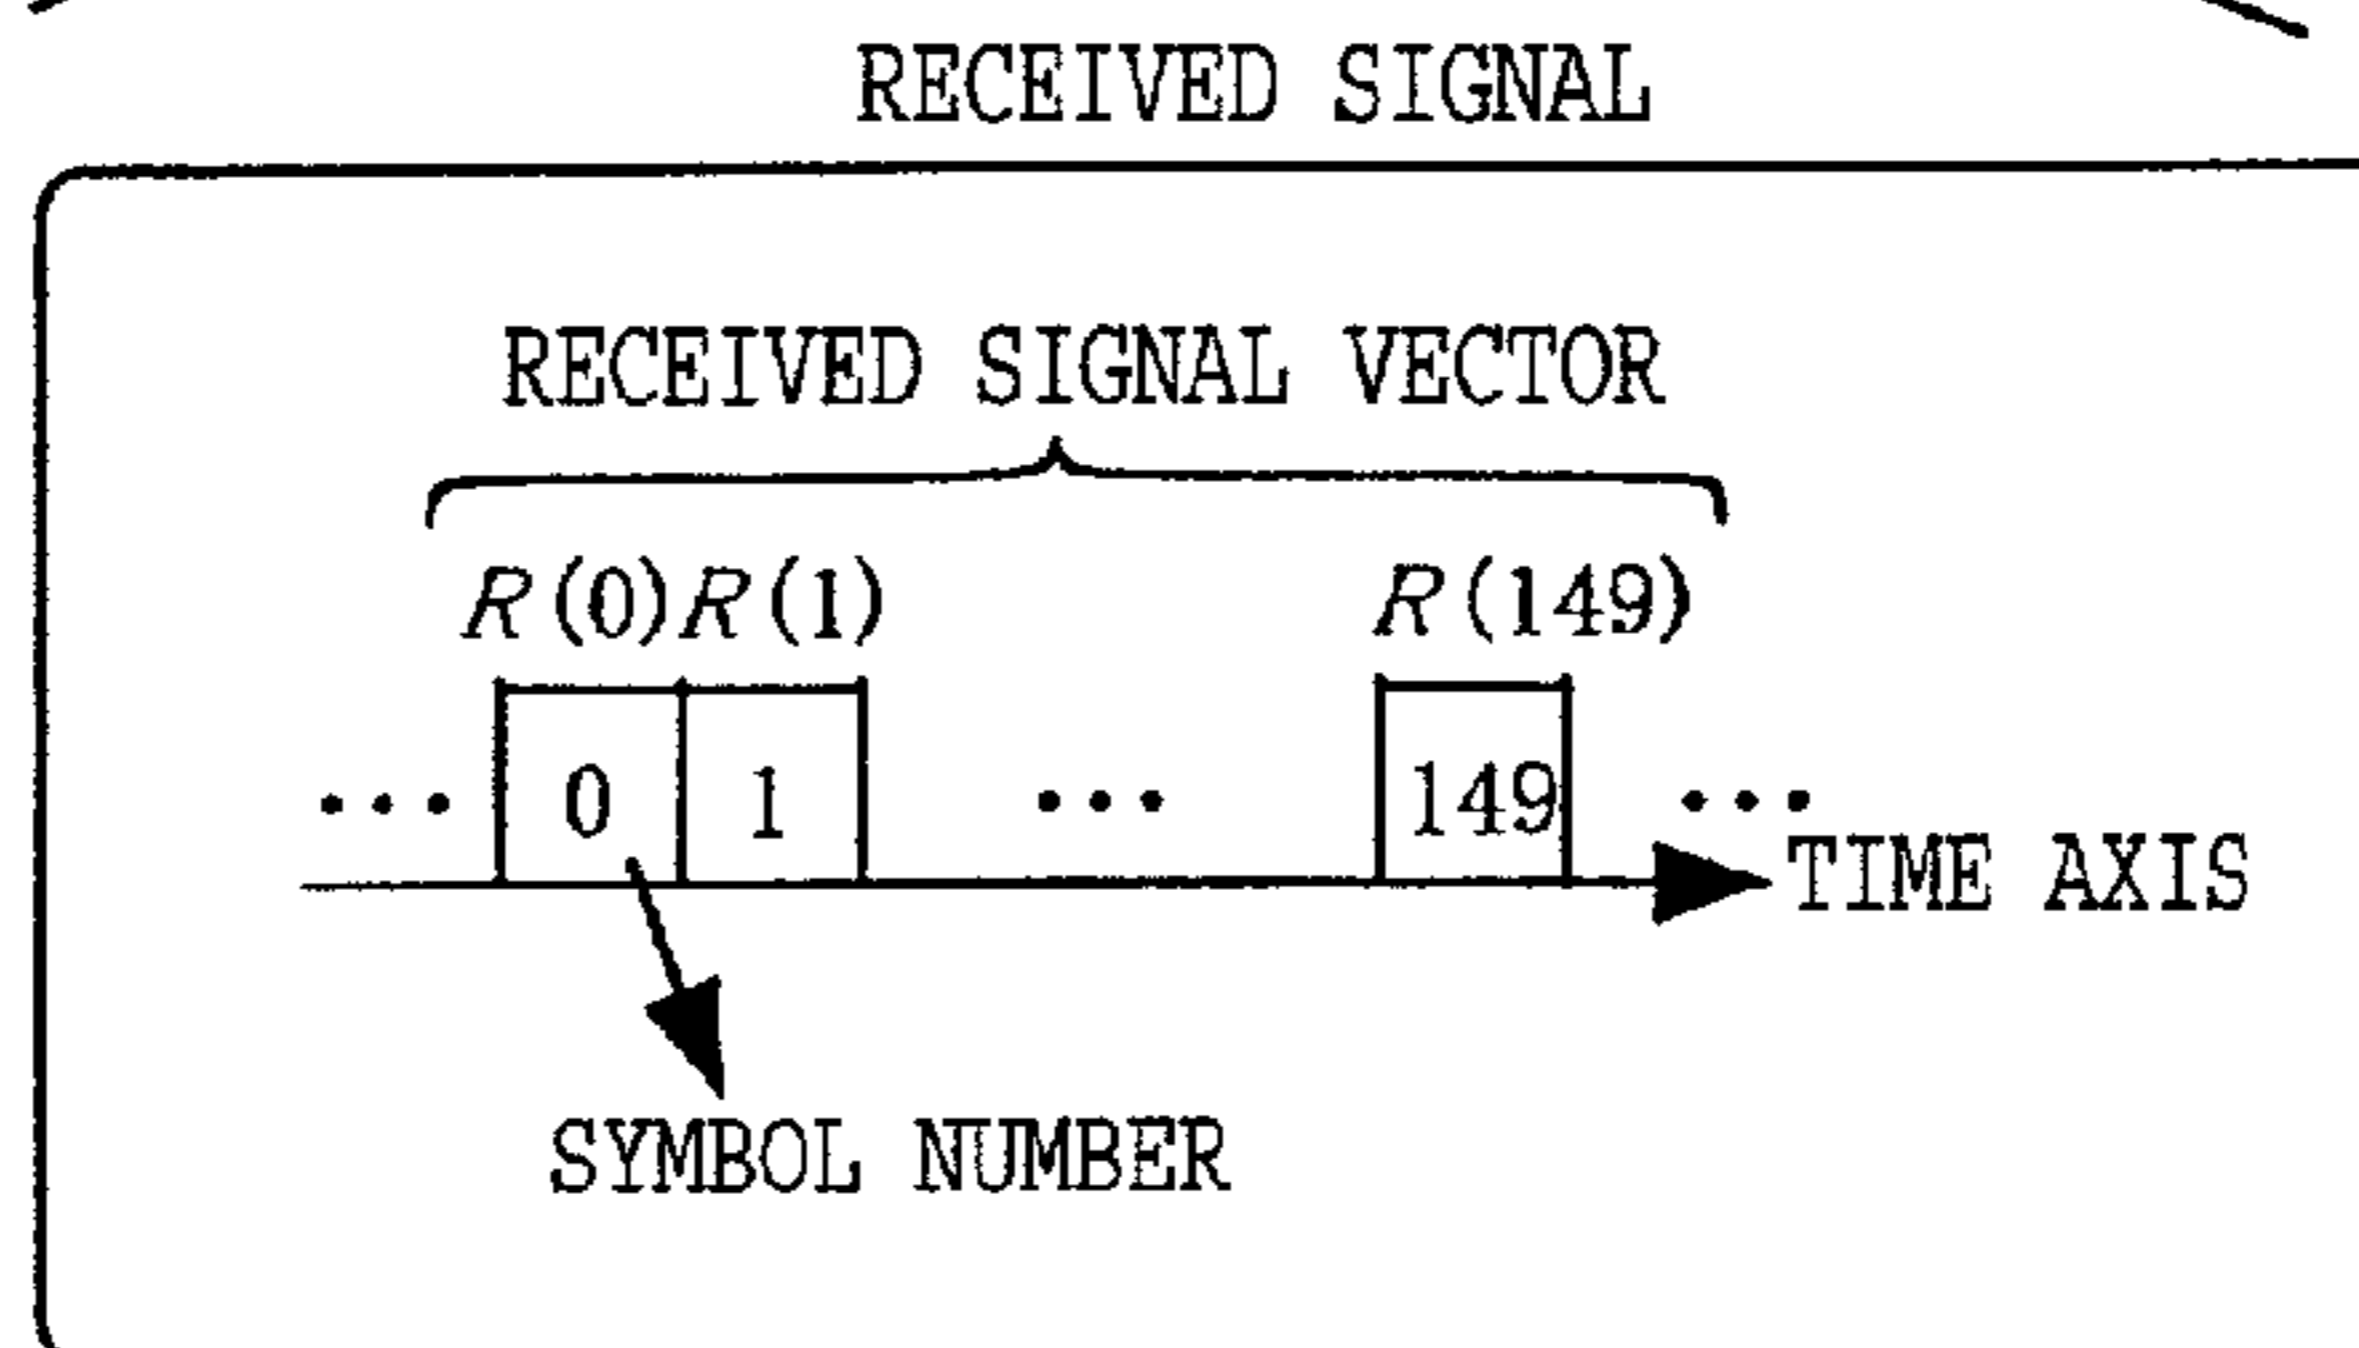 RECEIVED SIGNAL
RECEIVED SIGNAL VECTOR
R(0) R(1) R(149)
... 0 1 ... 149 ...
TIME AXIS
SYMBOL NUMBER